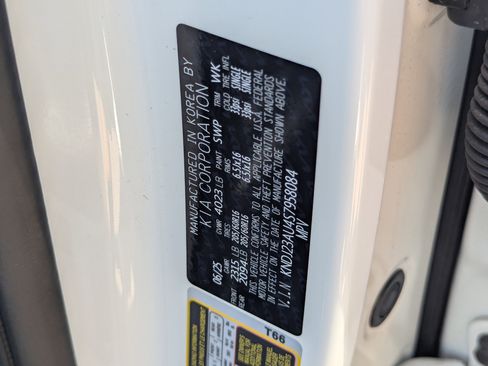 MANUFACTURED IN KOREA BY
KIA CORPORATION
06/25 GVWR 4023 LB PAINT SWP TRIM WK
GAWR TIRES RIMS COLD TIRE INFL
FRONT 2315 LB 205/60R16 6.5Jx16 33psi SINGLE
REAR 2094 LB 205/60R16 6.5Jx16 33psi SINGLE
THIS VEHICLE CONFORMS TO ALL APPLICABLE U.S.A. FEDERAL
MOTOR VEHICLE SAFETY AND THEFT PREVENTION STANDARDS
IN EFFECT ON THE DATE OF MANUFACTURE SHOWN ABOVE.
V.I.N KNDJ23AU4S7958084
MPV
T66